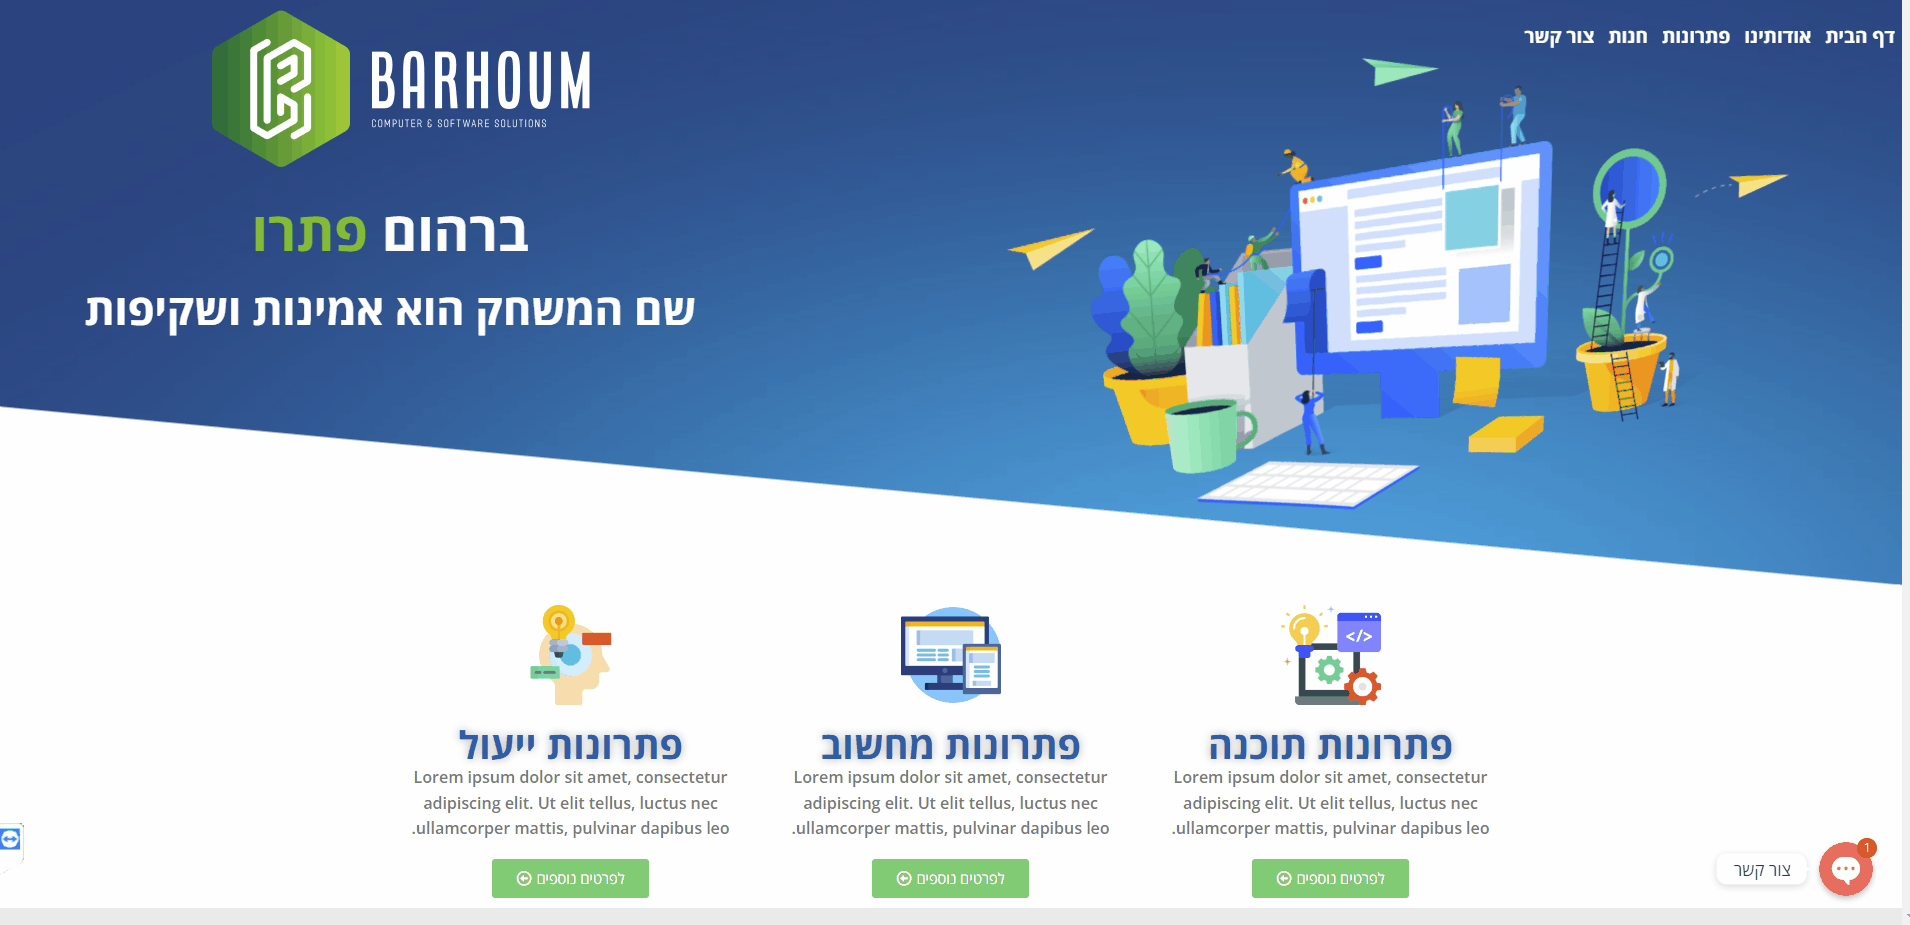 דף הבית אודותינו פתרונות חנות צור קשר
BARHOUM
COMPUTER & SOFTWARE SOLUTIONS
ברהום פתרו
שם המשחק הוא אמינות ושקיפות
</>
פתרונות תוכנה
Lorem ipsum dolor sit amet, consectetur
adipiscing elit. Ut elit tellus, luctus nec
.ullamcorper mattis, pulvinar dapibus leo
לפרטים נוספים
פתרונות מחשוב
Lorem ipsum dolor sit amet, consectetur
adipiscing elit. Ut elit tellus, luctus nec
.ullamcorper mattis, pulvinar dapibus leo
לפרטים נוספים
פתרונות ייעול
Lorem ipsum dolor sit amet, consectetur
adipiscing elit. Ut elit tellus, luctus nec
.ullamcorper mattis, pulvinar dapibus leo
לפרטים נוספים
צור קשר
1